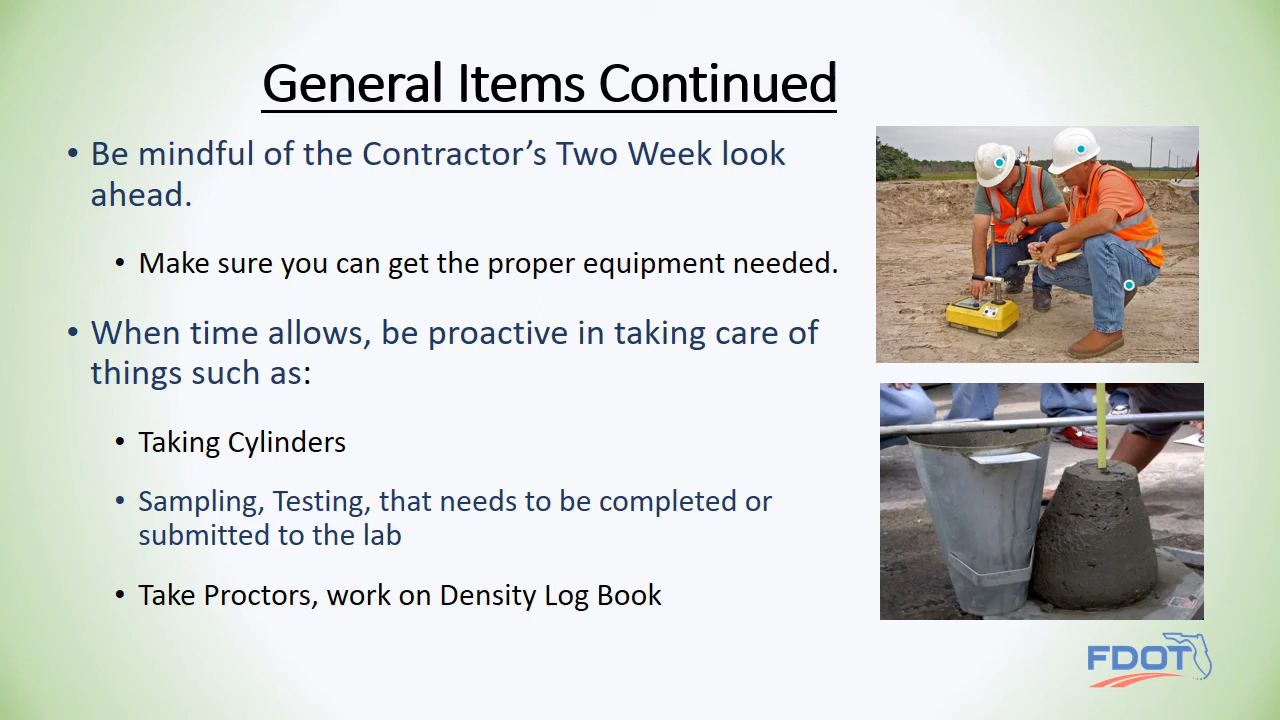 General Items Continued
• Be mindful of the Contractor’s Two Week look
ahead.
• Make sure you can get the proper equipment needed.
• When time allows, be proactive in taking care of
things such as:
• Taking Cylinders
• Sampling, Testing, that needs to be completed or
submitted to the lab
• Take Proctors, work on Density Log Book
FDOT